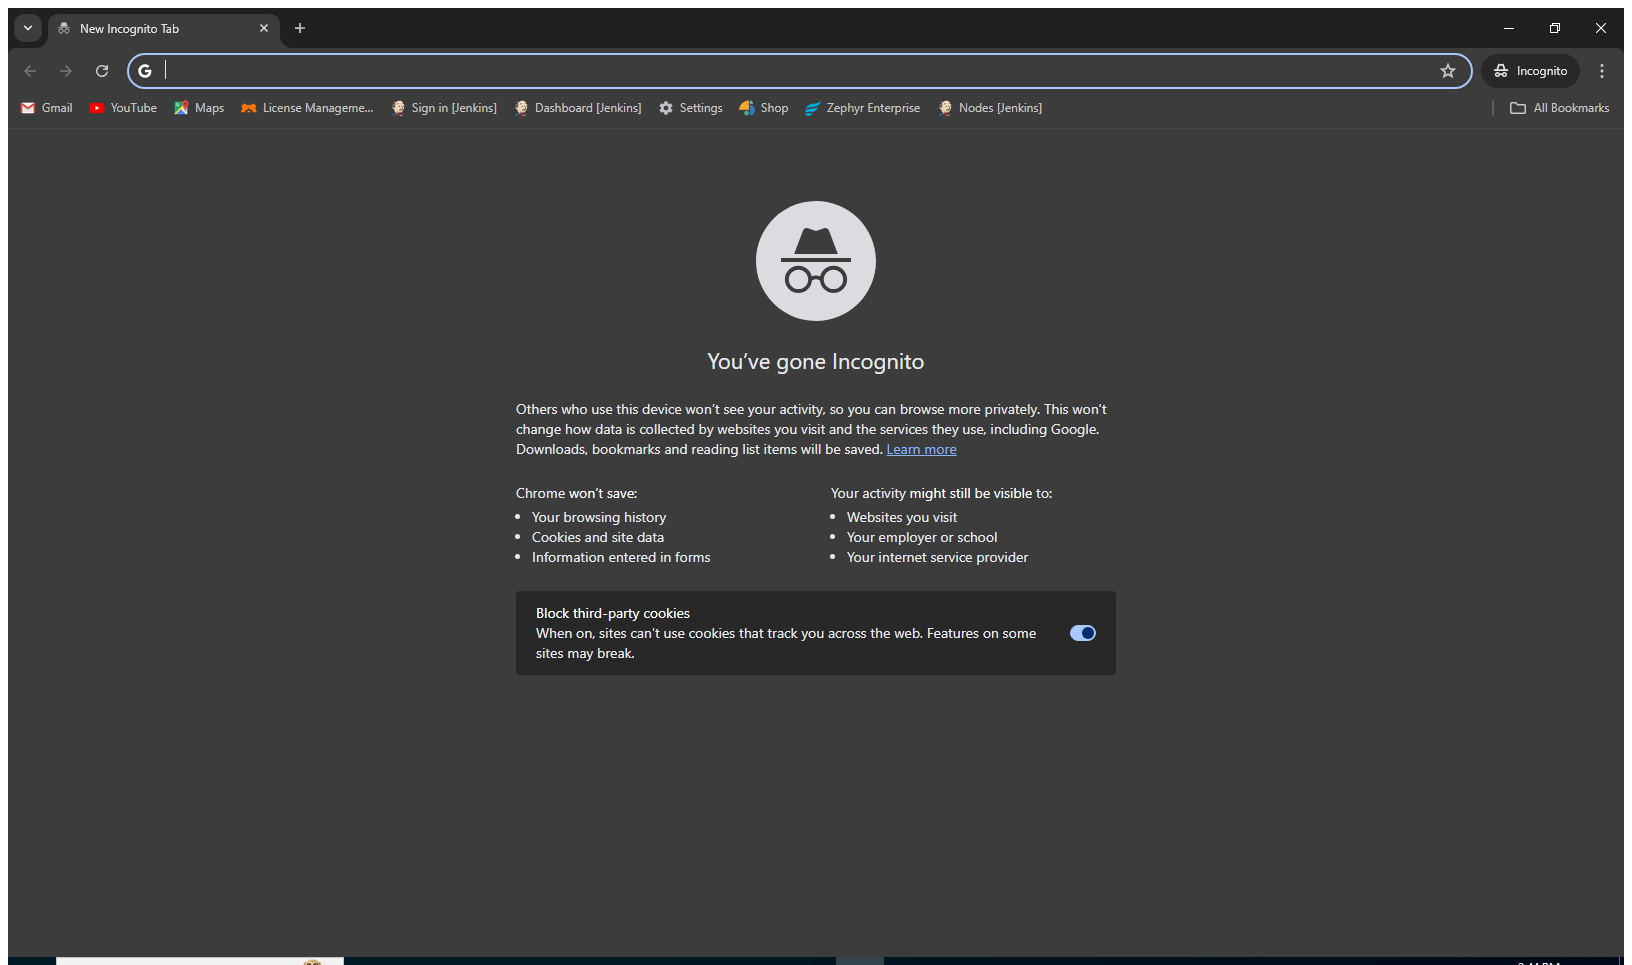 New Incognito Tab
Incognito
Gmail
YouTube
Maps
License Manageme...
Sign in [Jenkins]
Dashboard [Jenkins]
Settings
Shop
Zephyr Enterprise
Nodes [Jenkins]
All Bookmarks
You've gone Incognito
Others who use this device won't see your activity, so you can browse more privately. This won't
change how data is collected by websites you visit and the services they use, including Google.
Downloads, bookmarks and reading list items will be saved. Learn more
Chrome won't save:
Your browsing history
Cookies and site data
Information entered in forms
Your activity might still be visible to:
Websites you visit
Your employer or school
Your internet service provider
Block third-party cookies
When on, sites can't use cookies that track you across the web. Features on some
sites may break.